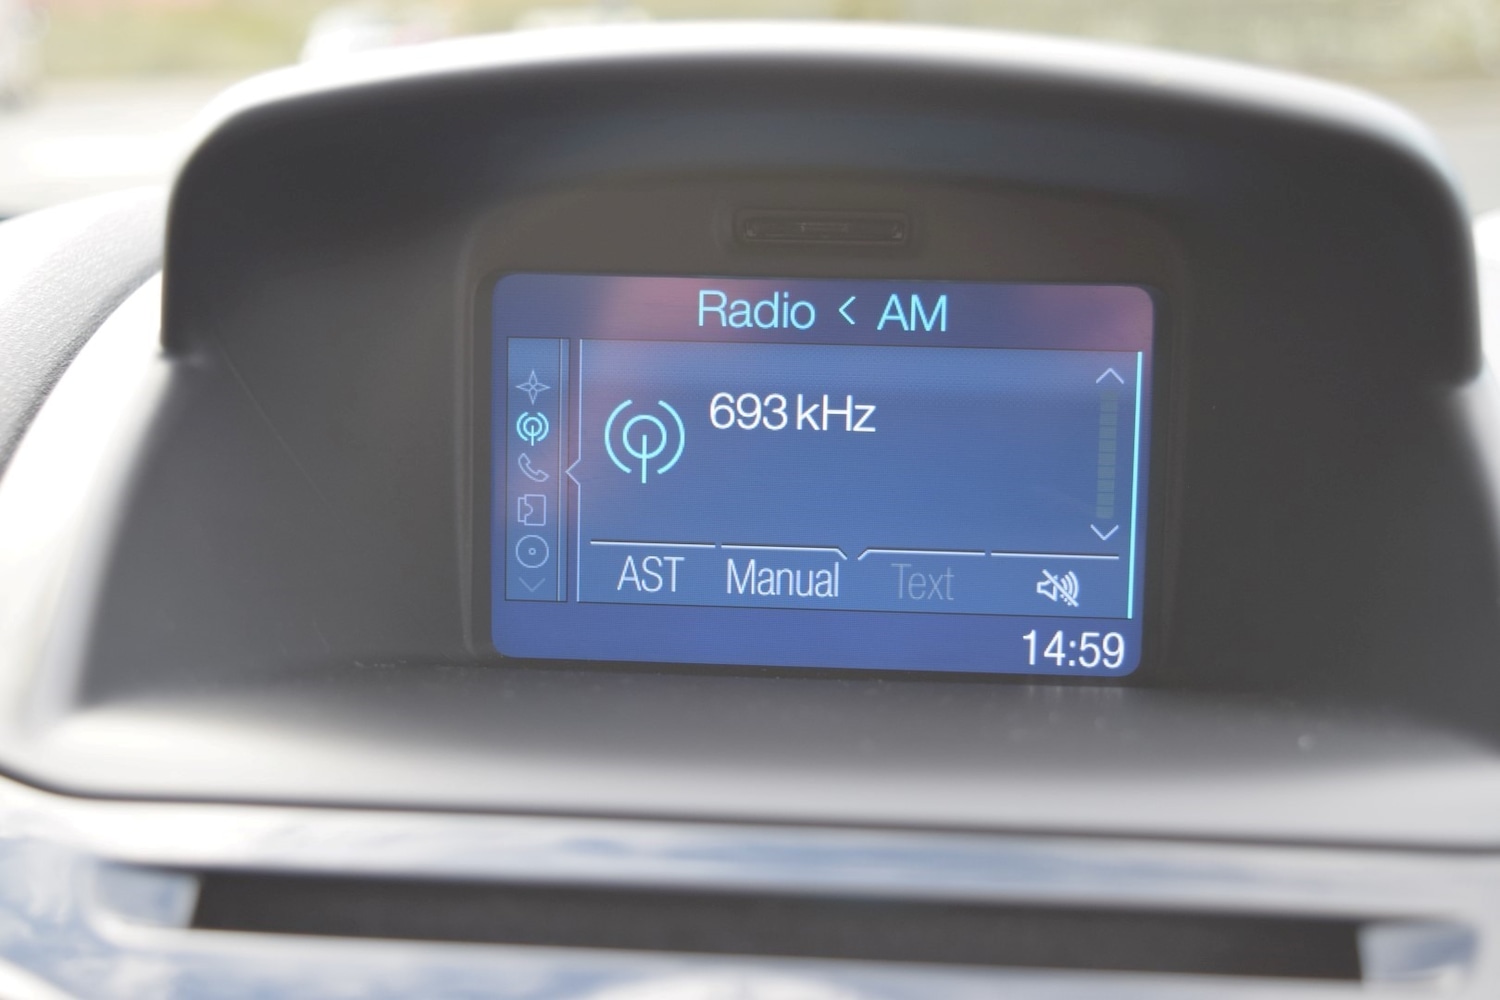 Radio < AM
693 kHz
AST Manual Text
14:59